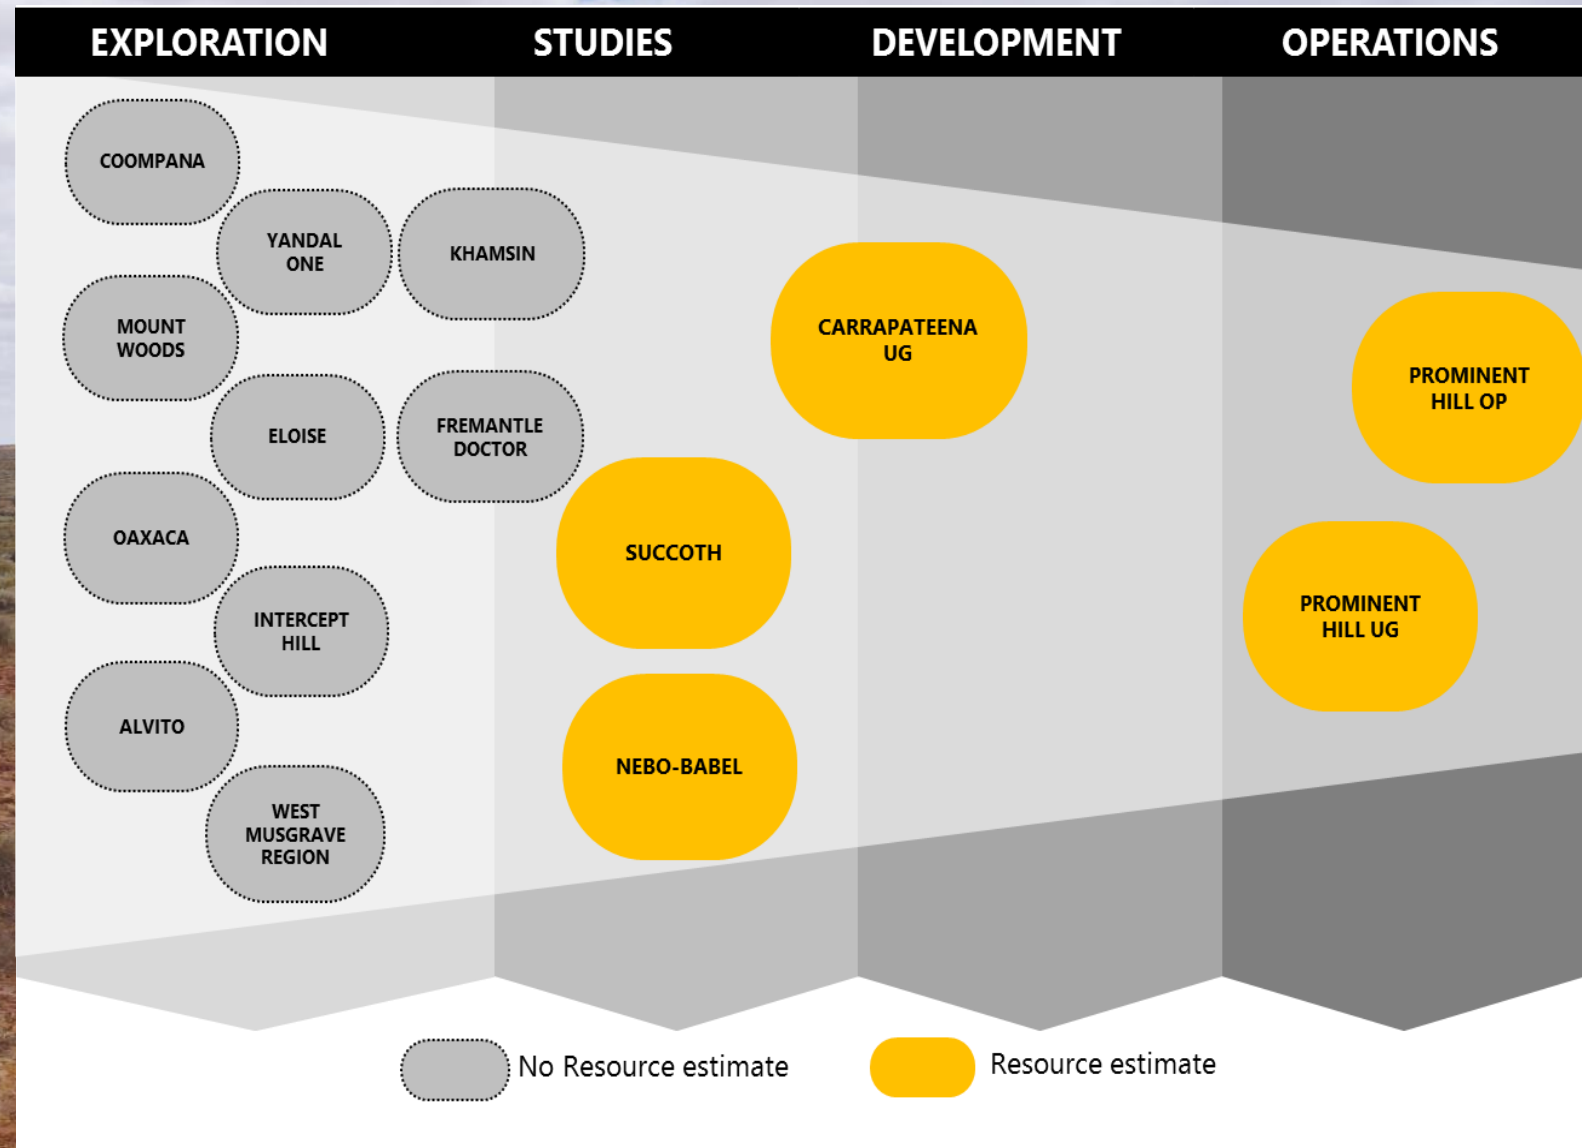 EXPLORATION
STUDIES
DEVELOPMENT
OPERATIONS
COOMPANA
YANDAL
ONE
KHAMSIN
MOUNT
WOODS
CARRAPATEENA
UG
PROMINENT
HILL OP
ELOISE
FREMANTLE
DOCTOR
OAXACA
SUCCOTH
INTERCEPT
HILL
PROMINENT
HILL UG
ALVITO
NEBO-BABEL
WEST
MUSGRAVE
REGION
No Resource estimate
Resource estimate